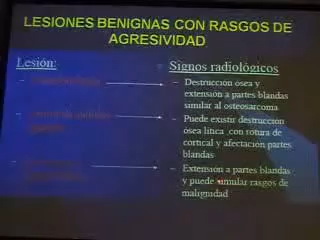 LESIONES BENIGNAS CON RASGOS DE
AGRESIVIDAD
Lesión:
Signos radiológicos
– Destrucción ósea y
extensión a partes blandas
similar al osteosarcoma
– Puede existir destrucción
ósea lítica ,con rotura de
cortical y afectación partes
blandas
– Extensión a partes blandas
y puede simular rasgos de
malignidad